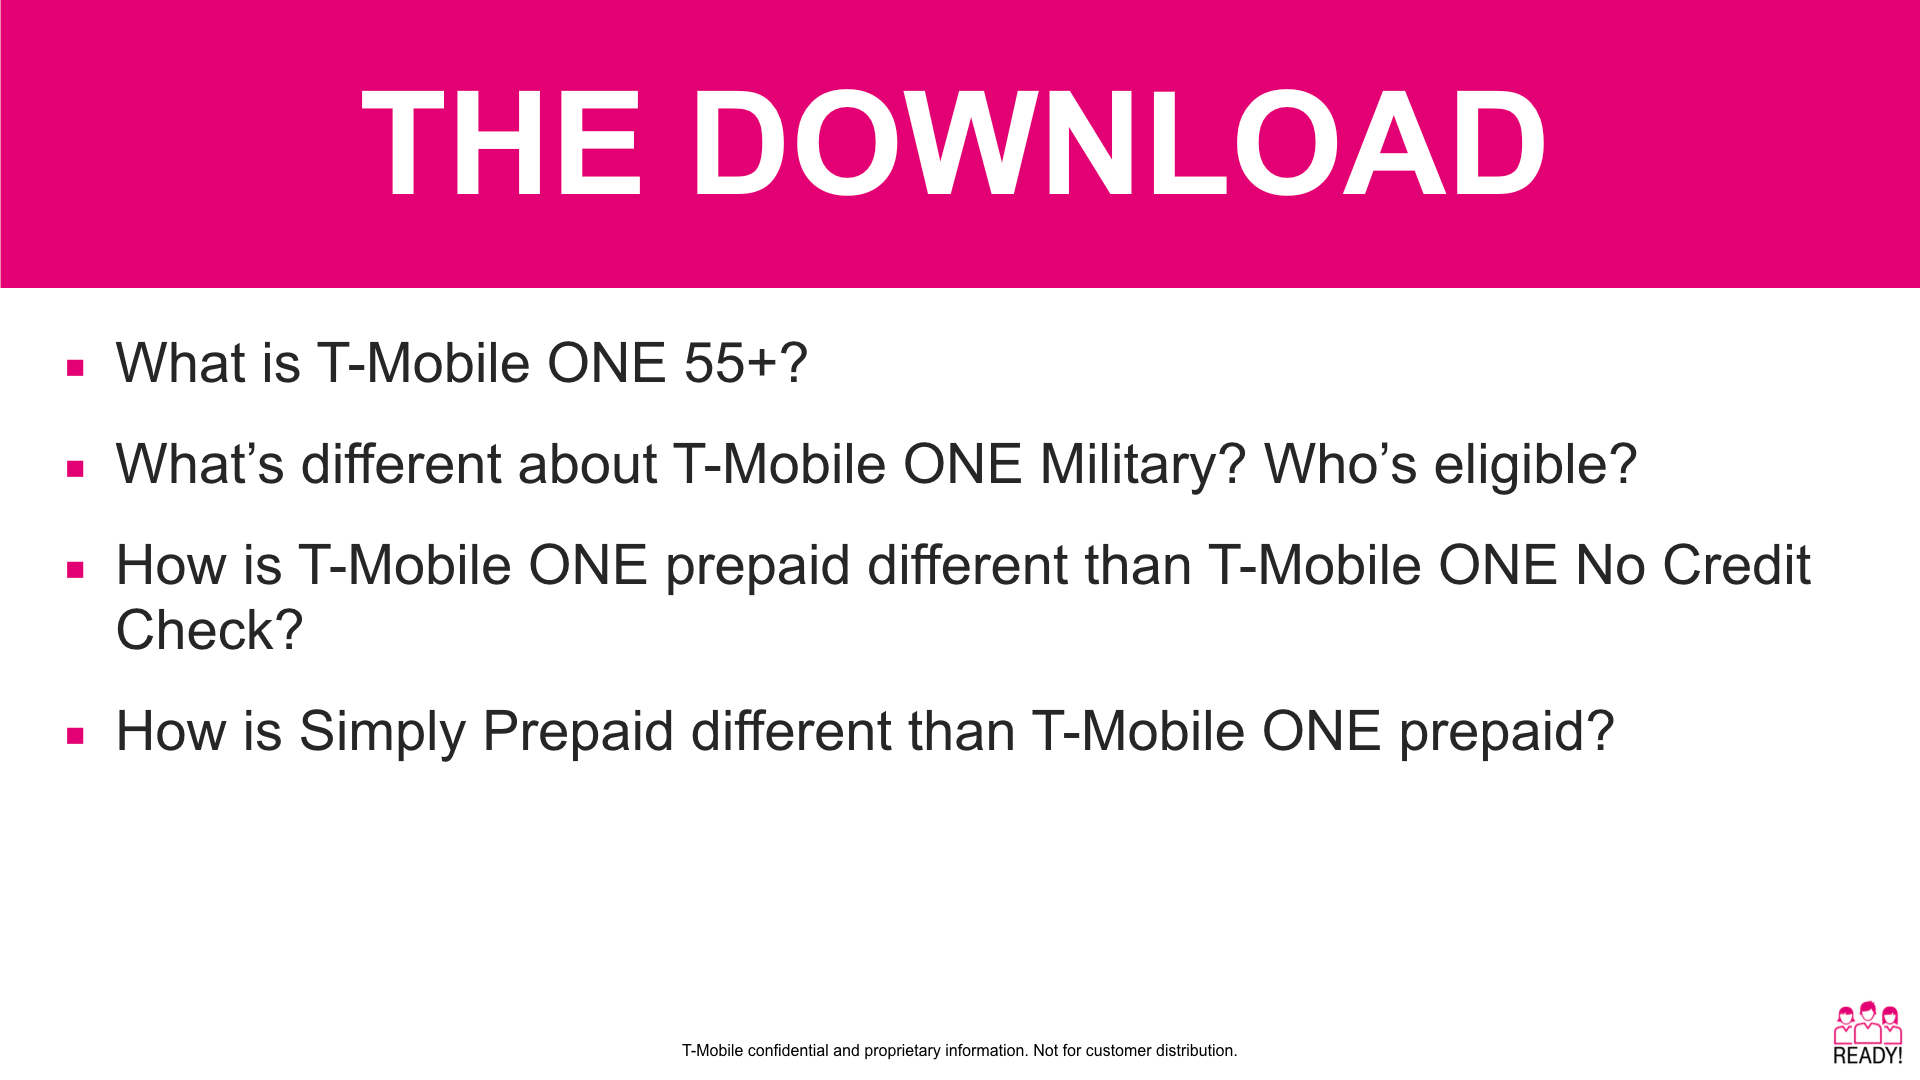 THE DOWNLOAD
What is T-Mobile ONE 55+?
What’s different about T-Mobile ONE Military? Who’s eligible?
How is T-Mobile ONE prepaid different than T-Mobile ONE No Credit
Check?
How is Simply Prepaid different than T-Mobile ONE prepaid?
T-Mobile confidential and proprietary information. Not for customer distribution.
READY!